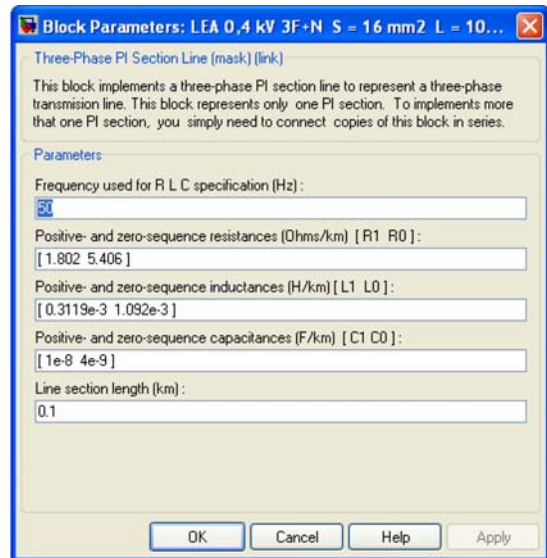 Block Parameters: LEA 0,4 kV 3F+N S = 16 mm2 L = 10...
Three-Phase PI Section Line (mask) (link)
This block implements a three-phase PI section line to represent a three-phase
transmision line. This block represents only one PI section. To implements more
that one PI section, you simply need to connect copies of this block in series.
Parameters
Frequency used for R L C specification (Hz) :
50
Positive- and zero-sequence resistances (Ohms/km) [ R1 R0 ] :
[ 1.802 5.406 ]
Positive- and zero-sequence inductances (H/km) [ L1 L0 ] :
[ 0.3119e-3 1.092e-3 ]
Positive- and zero-sequence capacitances (F/km) [ C1 C0 ] :
[ 1e-8 4e-9 ]
Line section length (km) :
0.1
OK Cancel Help Apply